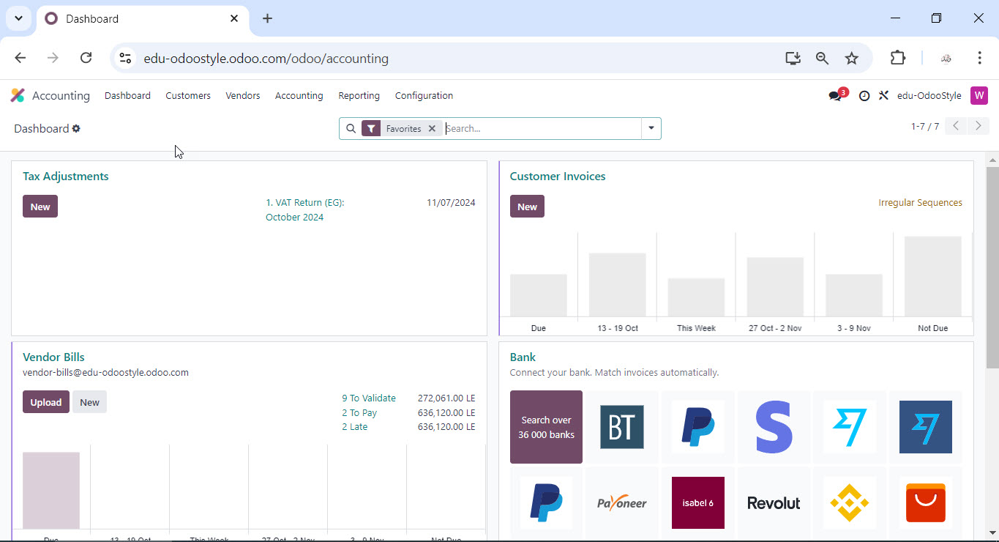 Dashboard
edu-odoostyle.odoo.com/odoo/accounting
Accounting Dashboard Customers Vendors Accounting Reporting Configuration 3 edu-OdooStyle W
Dashboard Favorites Search... 1-7 / 7
Tax Adjustments
New
1. VAT Return (EG): 11/07/2024
October 2024
Customer Invoices
New
Irregular Sequences
Due 13 - 19 Oct This Week 27 Oct - 2 Nov 3 - 9 Nov Not Due
Vendor Bills
vendor-bills@edu-odoostyle.odoo.com
Upload New
9 To Validate 272,061.00 LE
2 To Pay 636,120.00 LE
2 Late 636,120.00 LE
Due 13 - 19 Oct This Week 27 Oct - 2 Nov 3 - 9 Nov Not Due
Bank
Connect your bank. Match invoices automatically.
Search over
36 000 banks
BT
Payoneer
isabel 6
Revolut